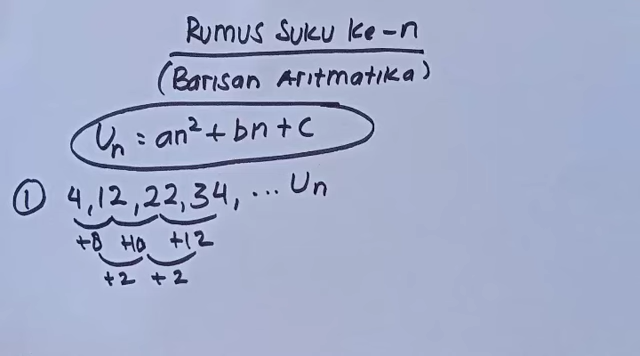 Rumus Suku ke-n
(Barisan Aritmatika)
Un = an² + bn + c
① 4, 12, 22, 34, ... Un
+8 +10 +12
+2 +2